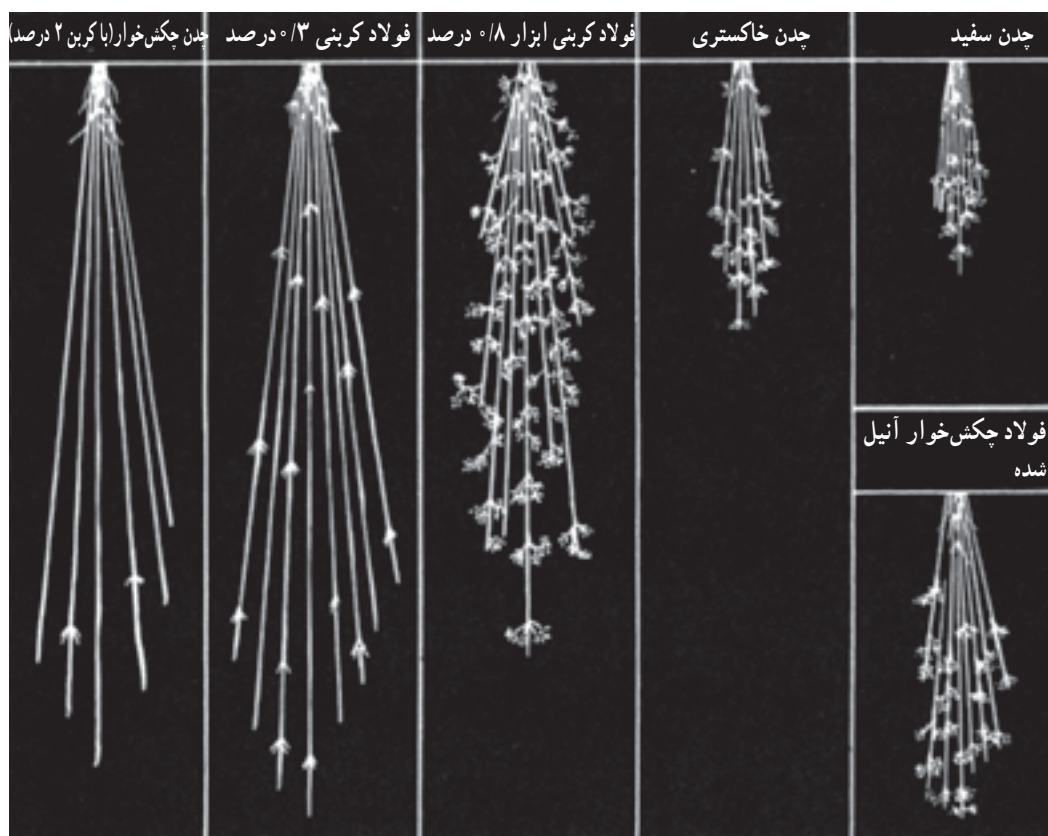 چدن سفید
چدن خاکستری
فولاد کربنی ابزار ۰/۸ درصد
فولاد کربنی ۰/۳ درصد
چدن چکش‌خوار(با کربن ۲ درصد)
فولاد چکش‌خوار آنیل
شده